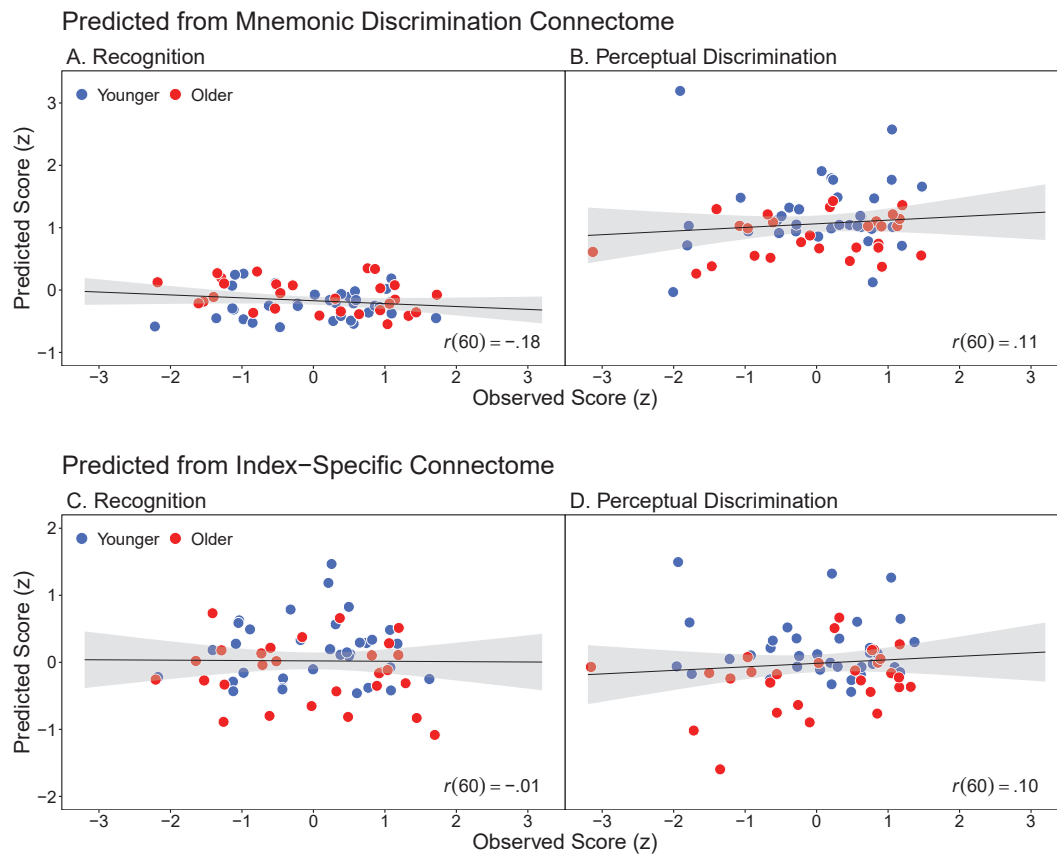 Predicted from Mnemonic Discrimination Connectome
A. Recognition
B. Perceptual Discrimination
Younger Older
Predicted Score (z)
3
2
1
0
−1
r(60) = −.18
r(60) = .11
−3 −2 −1 0 1 2 3
−3 −2 −1 0 1 2 3
Observed Score (z)
Predicted from Index−Specific Connectome
C. Recognition
D. Perceptual Discrimination
Younger Older
Predicted Score (z)
2
1
0
−1
−2
r(60) = −.01
r(60) = .10
−3 −2 −1 0 1 2 3
−3 −2 −1 0 1 2 3
Observed Score (z)